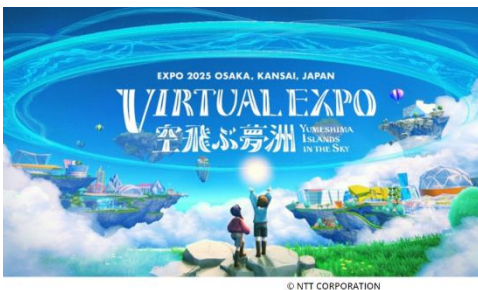 EXPO 2025 OSAKA, KANSAI, JAPAN
VIRTUAL EXPO
空飛ぶ夢洲
YUMESHIMA
ISLANDS
IN THE SKY
© NTT CORPORATION